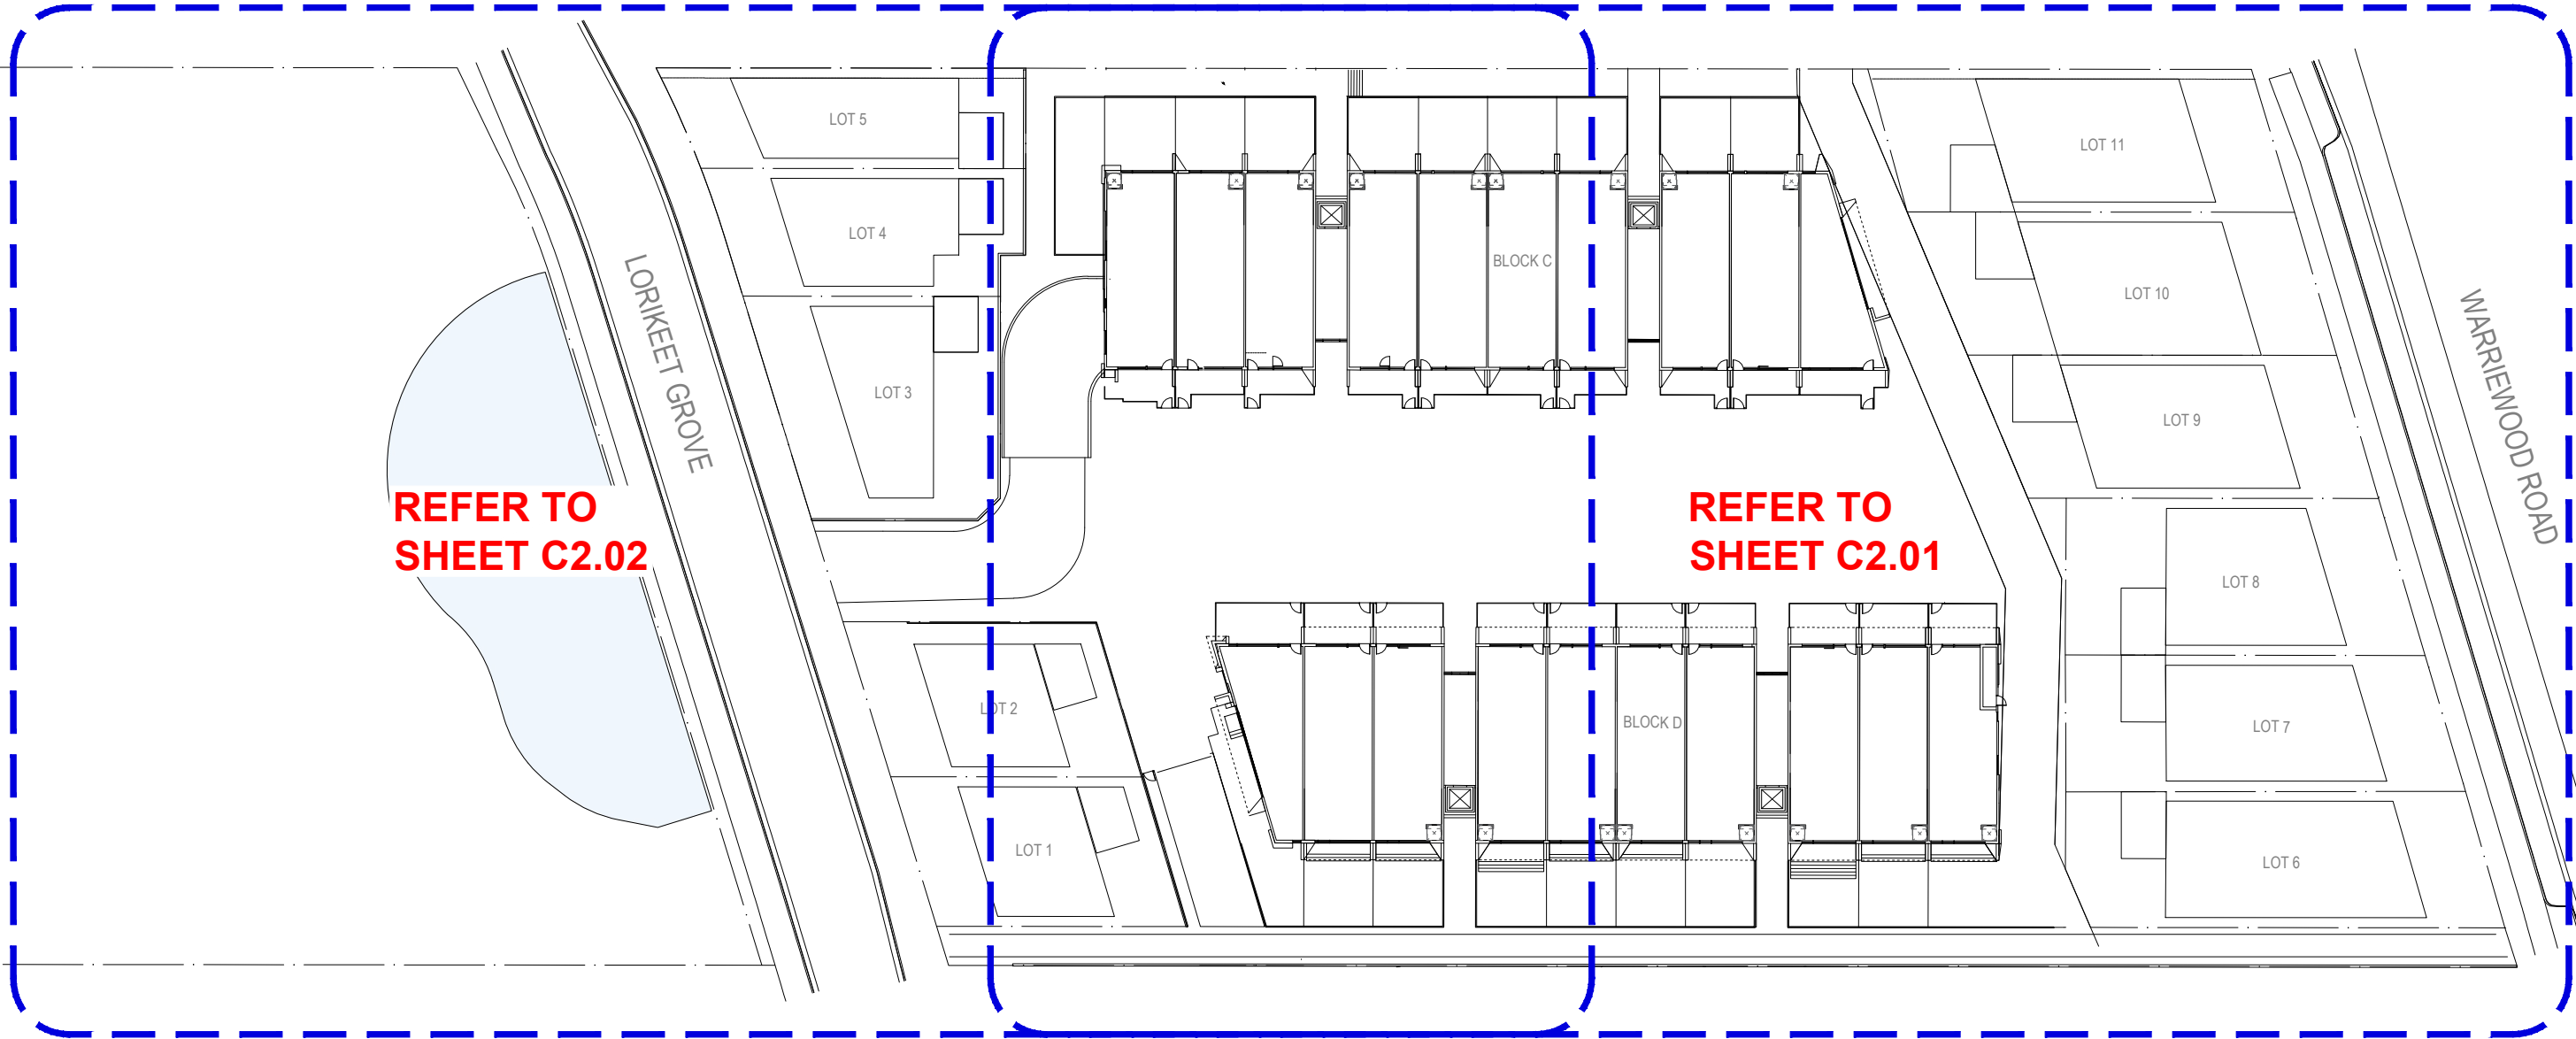 LOT 5
LOT 4
LOT 3
LORIKEET GROVE
BLOCK C
LOT 11
LOT 10
LOT 9
WARRIEWOOD ROAD
REFER TO
SHEET C2.02
REFER TO
SHEET C2.01
LOT 8
LOT 2
BLOCK D
LOT 7
LOT 1
LOT 6